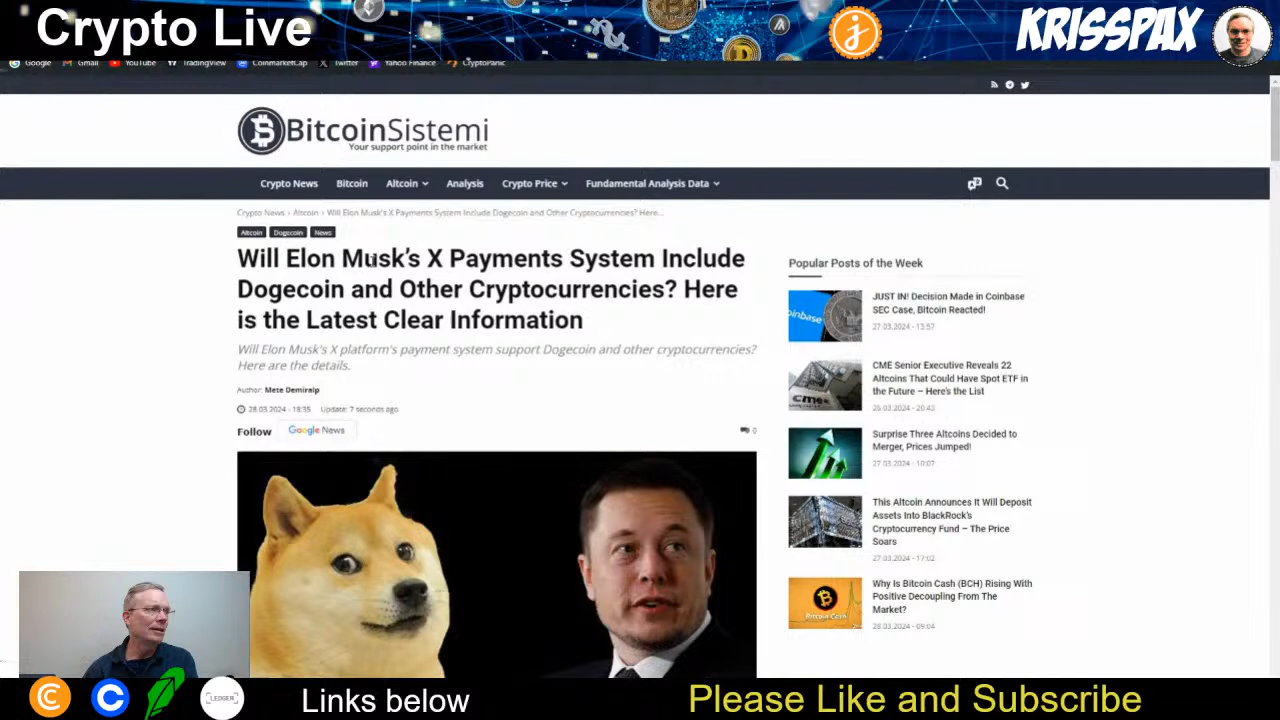 Crypto Live
KRISSPAX
Google Gmail YouTube TradingView CoinmarketCap Twitter Yahoo Finance CryptoPanic
BitcoinSistemi
Your support point in the market
Crypto News Bitcoin Altcoin Analysis Crypto Price Fundamental Analysis Data
Crypto News › Altcoin › Will Elon Musk's X Payments System Include Dogecoin and Other Cryptocurrencies? Here...
Altcoin Dogecoin News
Will Elon Musk's X Payments System Include
Dogecoin and Other Cryptocurrencies? Here
is the Latest Clear Information
Will Elon Musk's X platform's payment system support Dogecoin and other cryptocurrencies?
Here are the details.
Author: Mete Demiralp
28.03.2024 - 18:35 Update: 7 seconds ago
Follow Google News
0
Popular Posts of the Week
JUST IN! Decision Made in Coinbase
SEC Case, Bitcoin Reacted!
27.03.2024 - 13:57
CME Senior Executive Reveals 22
Altcoins That Could Have Spot ETF in
the Future – Here's the List
26.03.2024 - 20:43
Surprise Three Altcoins Decided to
Merger, Prices Jumped!
27.03.2024 - 10:07
This Altcoin Announces It Will Deposit
Assets Into BlackRock's
Cryptocurrency Fund – The Price
Soars
27.03.2024 - 17:02
Why Is Bitcoin Cash (BCH) Rising With
Positive Decoupling From The
Market?
28.03.2024 - 09:04
inbase
cme
Bitcoin Cash
LEDGER
Links below
Please Like and Subscribe